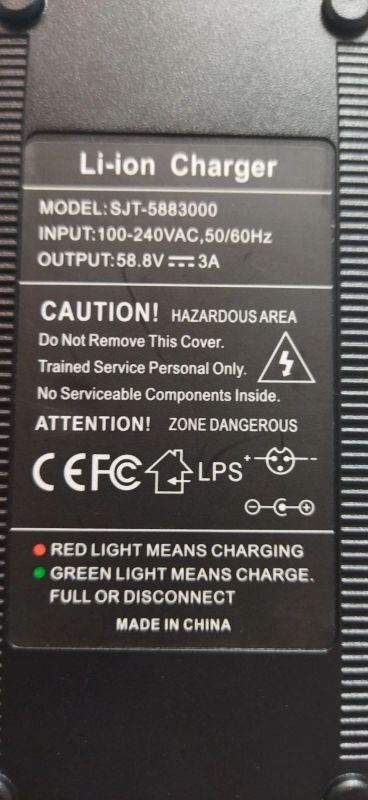 Li-ion Charger
MODEL:SJT-5883000
INPUT:100-240VAC,50/60Hz
OUTPUT:58.8V⎓3A
CAUTION! HAZARDOUS AREA
Do Not Remove This Cover.
Trained Service Personal Only.
No Serviceable Components Inside.
ATTENTION! ZONE DANGEROUS
CE FC LPS + -
- +
RED LIGHT MEANS CHARGING
GREEN LIGHT MEANS CHARGE.
FULL OR DISCONNECT
MADE IN CHINA